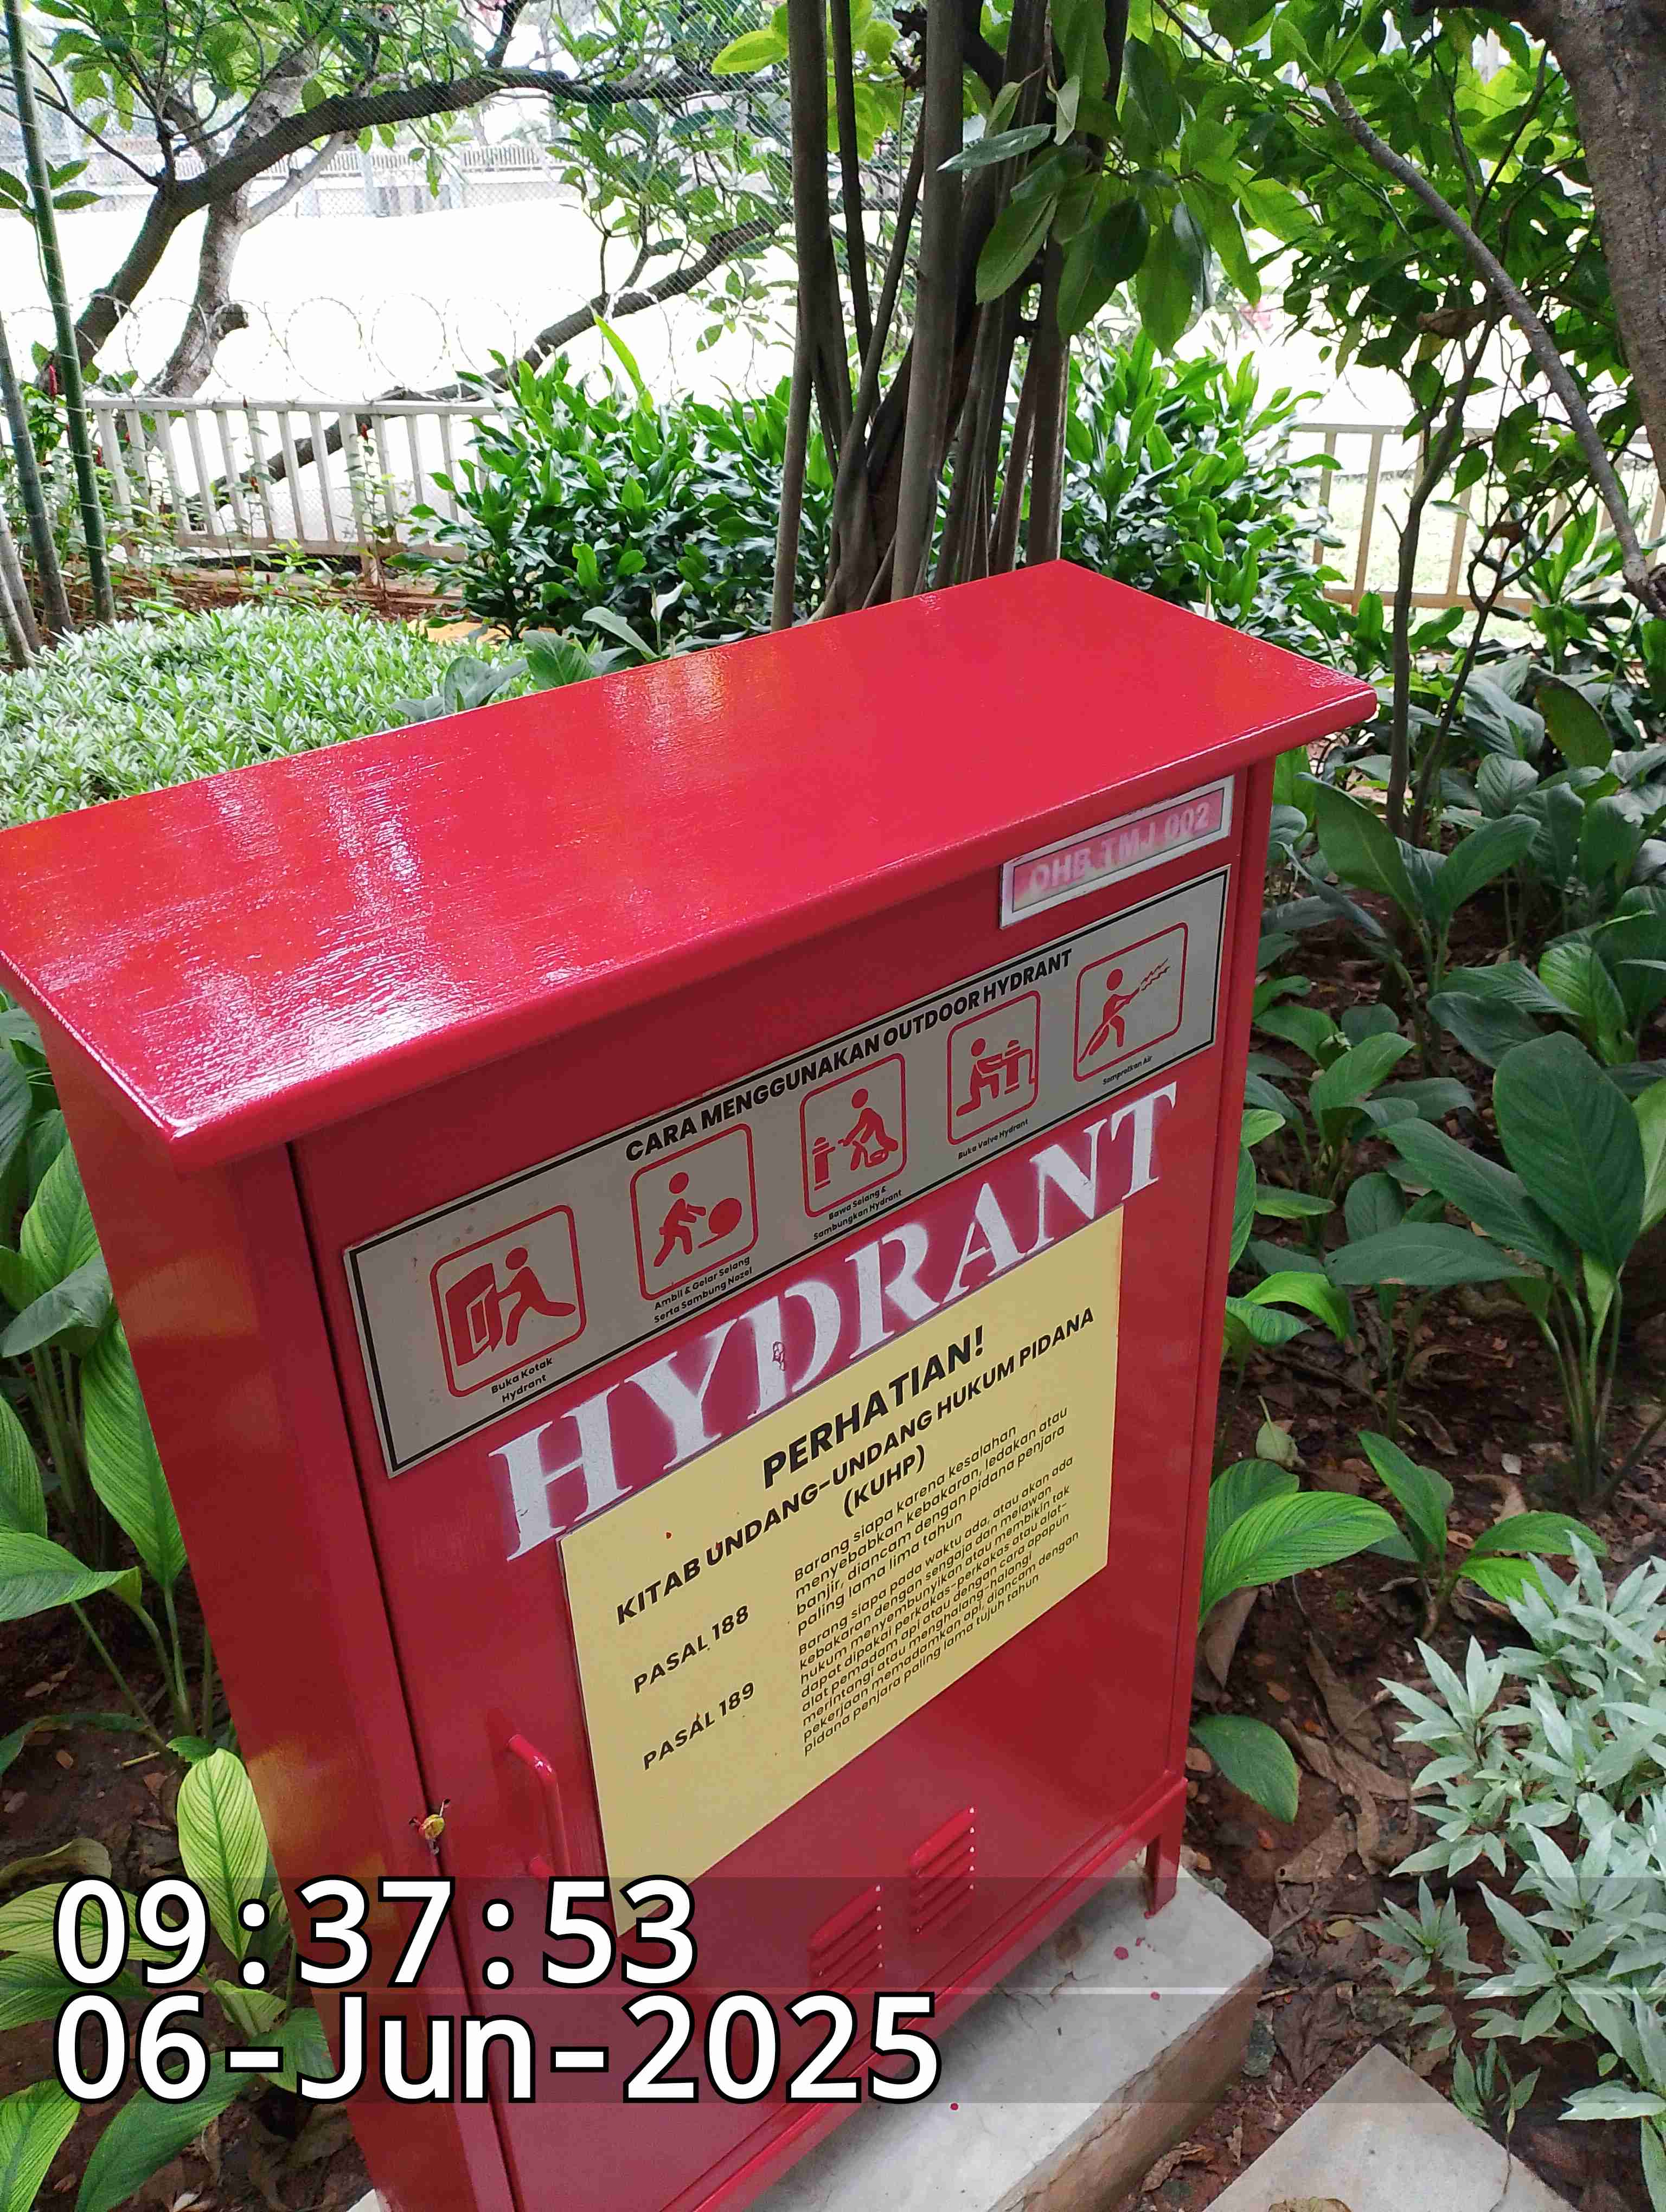 OHB TMJ 002
CARA MENGGUNAKAN OUTDOOR HYDRANT
Buka Kotak
Hydrant
Ambil & Gelar Selang
Serta Sambung Nozel
Bawa Selang &
Sambungkan Hydrant
Buka Valve Hydrant
Semprotkan Air
HYDRANT
PERHATIAN!
KITAB UNDANG-UNDANG HUKUM PIDANA
(KUHP)
PASAL 188
Barang siapa karena kesalahan
menyebabkan kebakaran, ledakan atau
banjir, diancam dengan pidana penjara
paling lama lima tahun
PASAL 189
Barang siapa pada waktu ada, atau akan ada
kebakaran dengan sengaja dan melawan
hukum menyembunyikan atau membikin tak
dapat dipakai perkakas-perkakas atau alat-
alat pemadam api atau dengan cara apapun
merintangi atau menghalang-halangi
pekerjaan memadamkan api, diancam dengan
pidana penjara paling lama tujuh tahun
09:37:53
06-Jun-2025